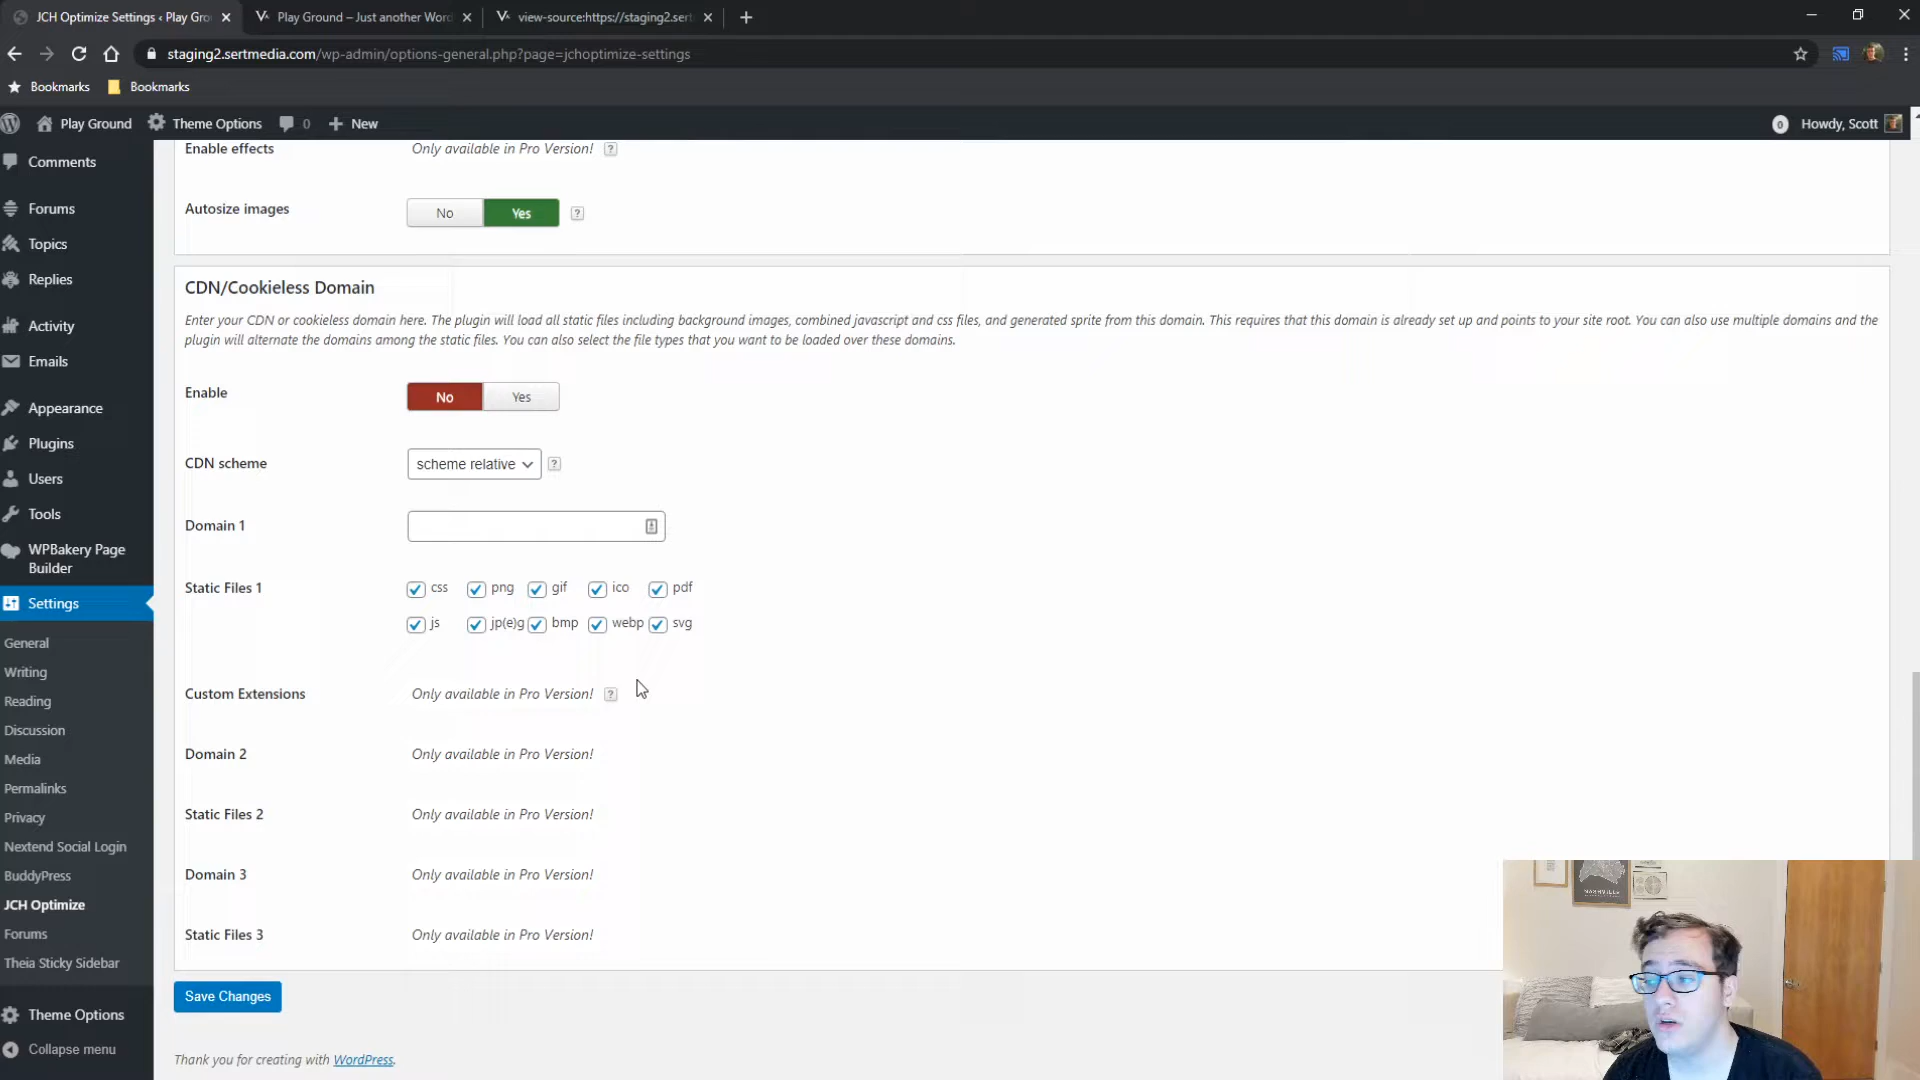 JCH Optimize Settings ‹ Play Gro
Play Ground – Just another Word
view-source:https://staging2.sert
staging2.sertmedia.com/wp-admin/options-general.php?page=jchoptimize-settings
Bookmarks
Bookmarks
Play Ground
Theme Options
0
New
0
Howdy, Scott
Comments
Forums
Topics
Replies
Activity
Emails
Appearance
Plugins
Users
Tools
WPBakery Page
Builder
Settings
General
Writing
Reading
Discussion
Media
Permalinks
Privacy
Nextend Social Login
BuddyPress
JCH Optimize
Forums
Theia Sticky Sidebar
Theme Options
Collapse menu
Enable effects
Only available in Pro Version! ?
Autosize images
No Yes ?
CDN/Cookieless Domain
Enter your CDN or cookieless domain here. The plugin will load all static files including background images, combined javascript and css files, and generated sprite from this domain. This requires that this domain is already set up and points to your site root. You can also use multiple domains and the
plugin will alternate the domains among the static files. You can also select the file types that you want to be loaded over these domains.
Enable
No Yes
CDN scheme
scheme relative ?
Domain 1
Static Files 1
css png gif ico pdf
js jp(e)g bmp webp svg
Custom Extensions
Only available in Pro Version! ?
Domain 2
Only available in Pro Version!
Static Files 2
Only available in Pro Version!
Domain 3
Only available in Pro Version!
Static Files 3
Only available in Pro Version!
Save Changes
Thank you for creating with WordPress.
NASHVILLE